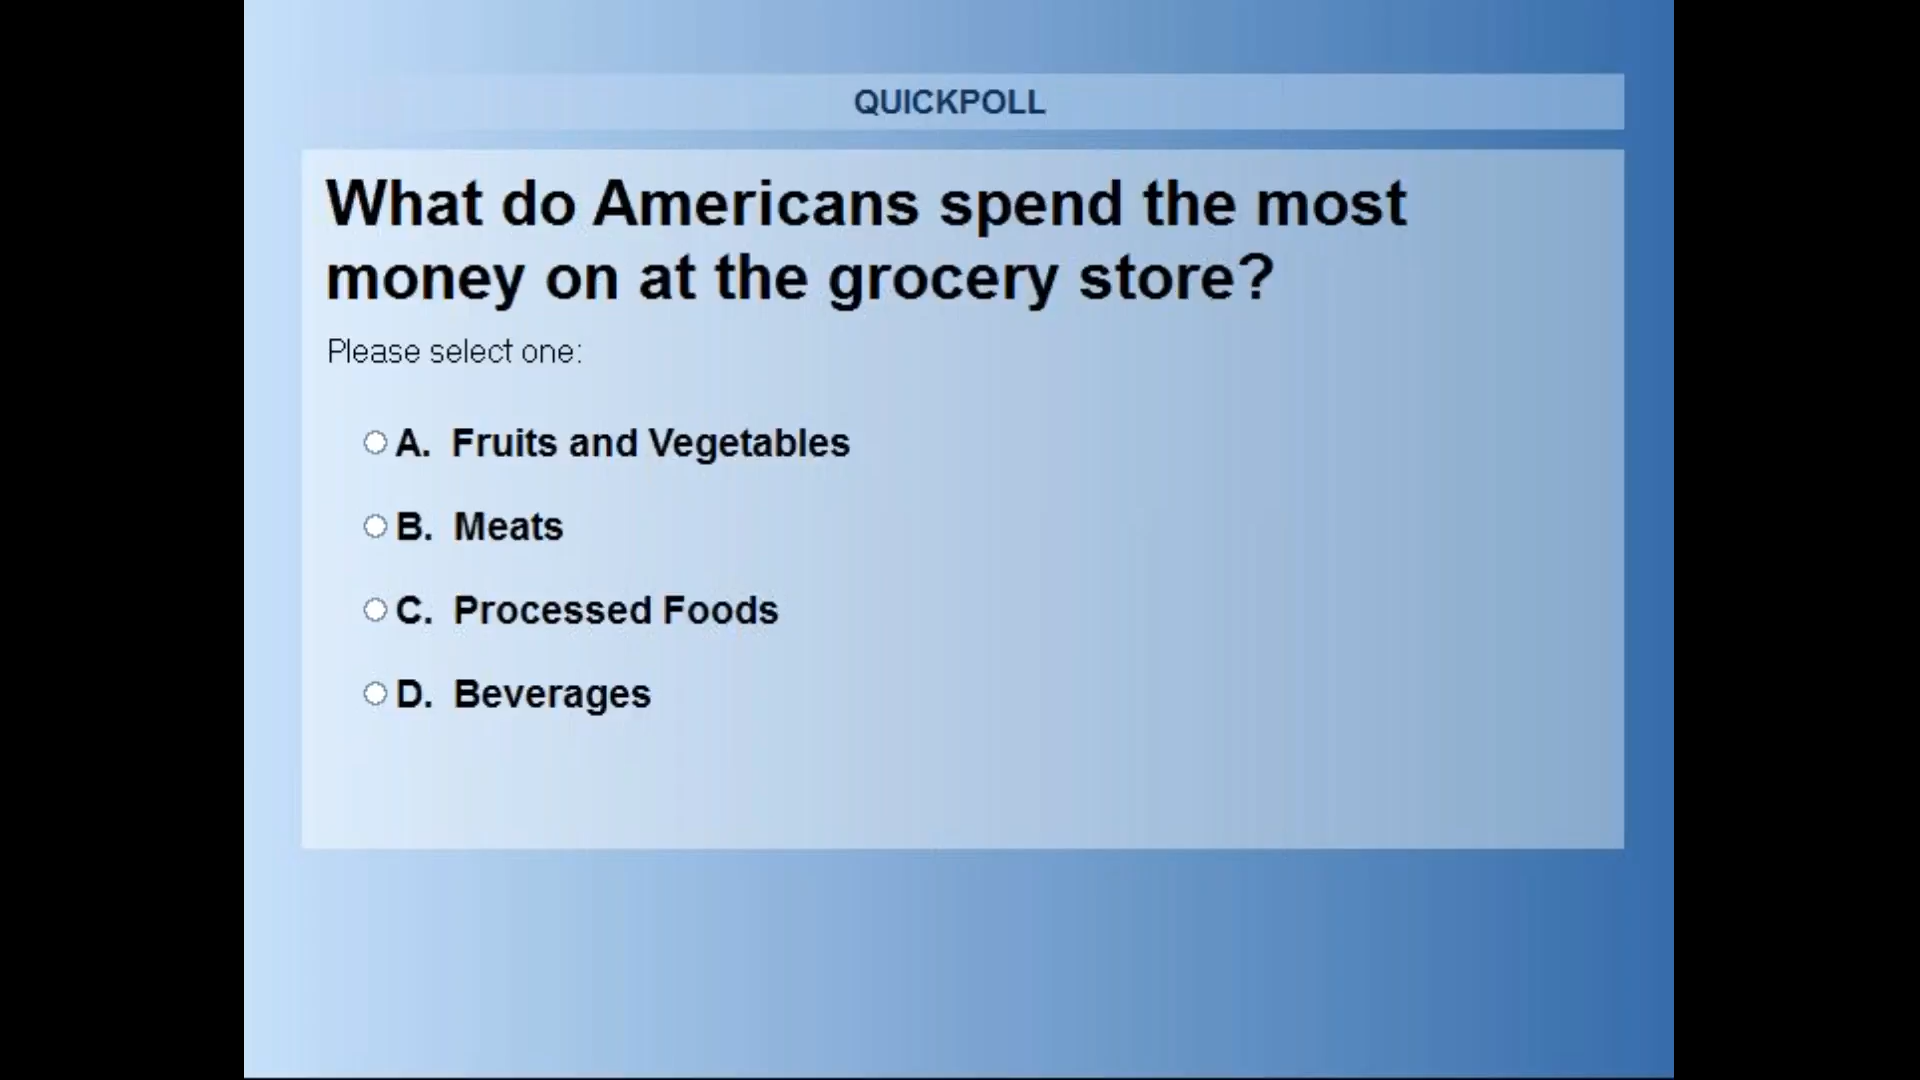 QUICKPOLL
What do Americans spend the most
money on at the grocery store?
Please select one:
A. Fruits and Vegetables
B. Meats
C. Processed Foods
D. Beverages